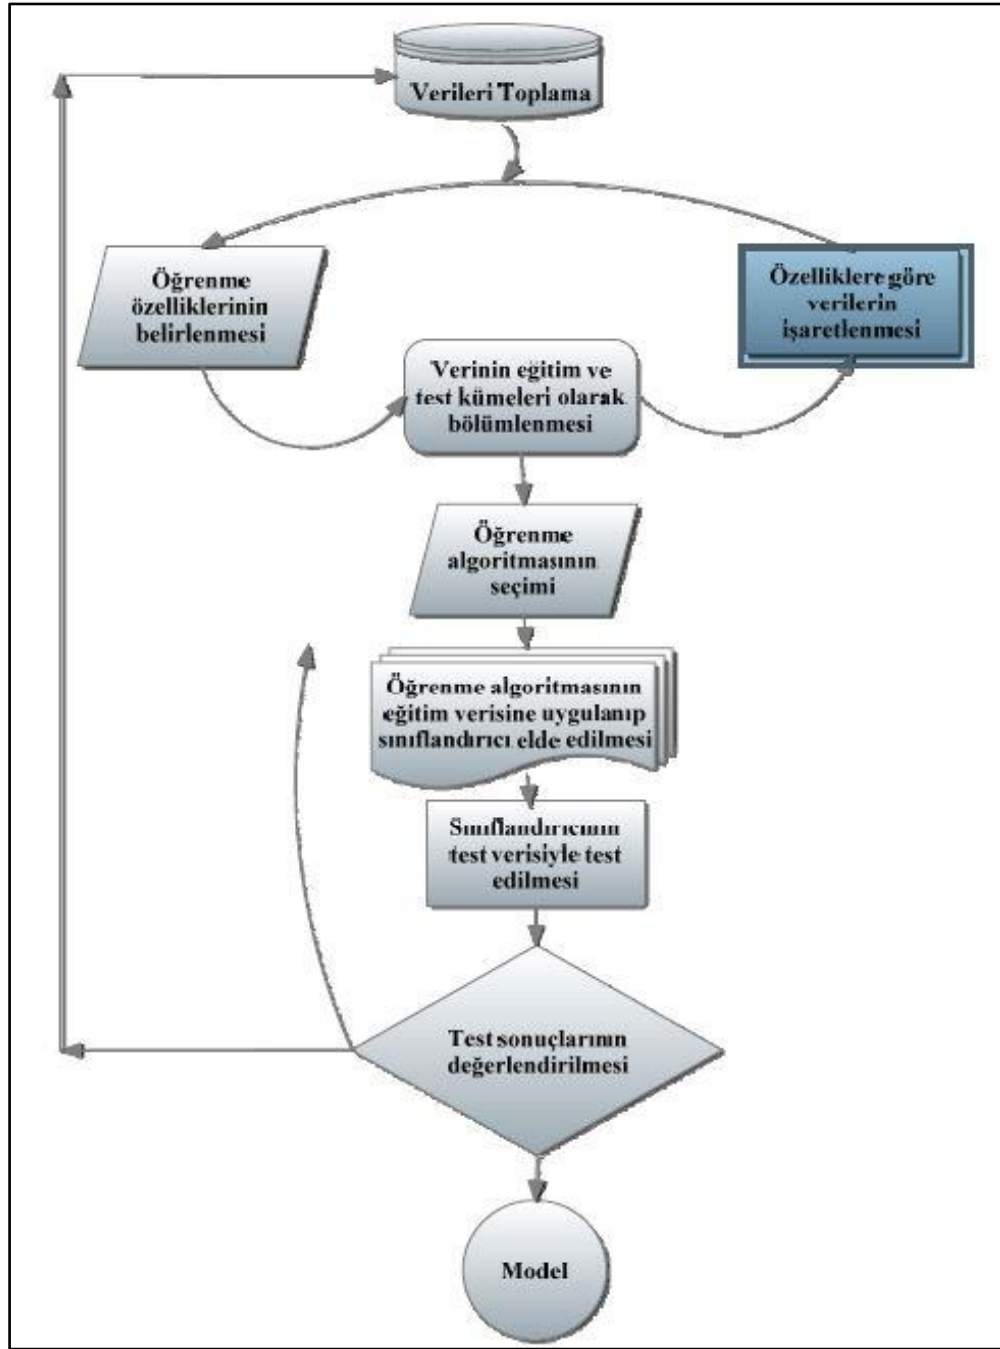 Verileri Toplama
Öğrenme
özelliklerinin
belirlenmesi
Özelliklere göre
verilerin
işaretlenmesi
Verinin eğitim ve
test kümeleri olarak
bölümlenmesi
Öğrenme
algoritmasının
seçimi
Öğrenme algoritmasının
eğitim verisine uygulanıp
sınıflandırıcı elde edilmesi
Sınıflandırıcının
test verisiyle test
edilmesi
Test sonuçlarının
değerlendirilmesi
Model